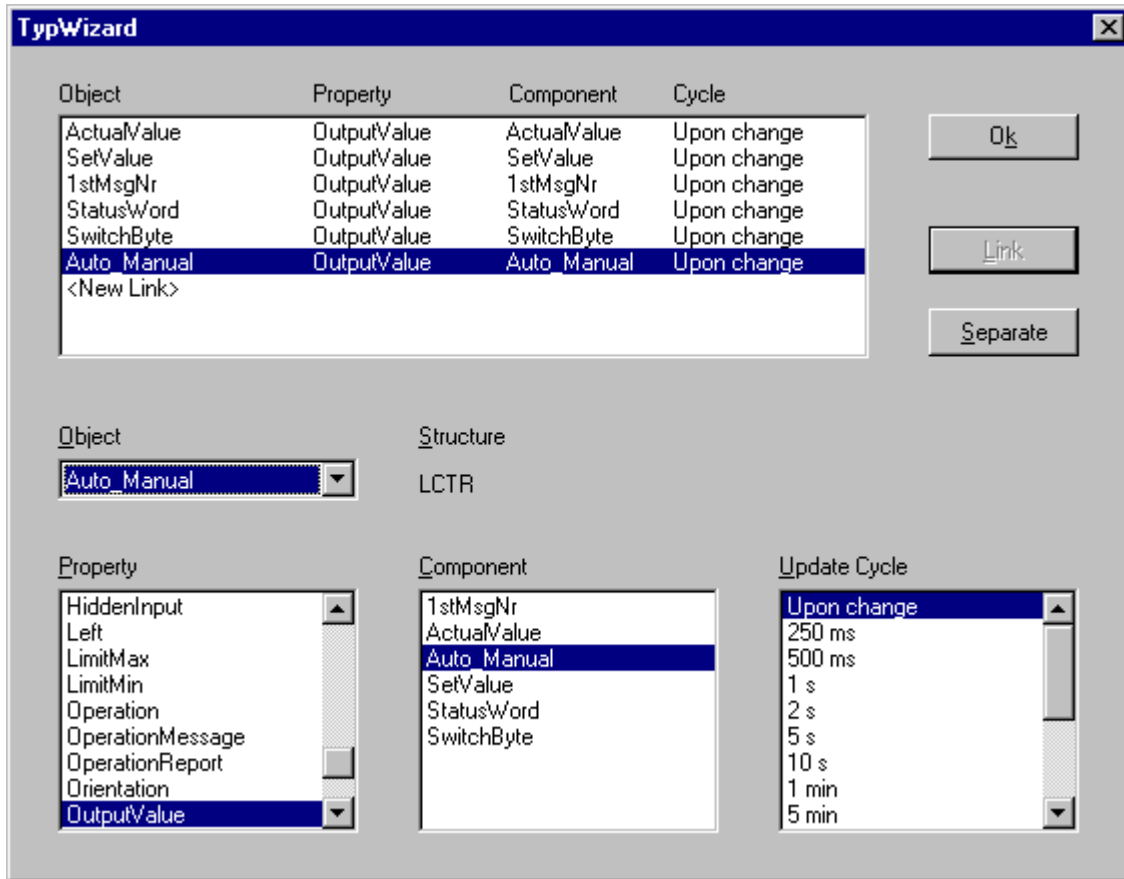 TypWizard
Object Property Component Cycle
ActualValue OutputValue ActualValue Upon change
SetValue OutputValue SetValue Upon change
1stMsgNr OutputValue 1stMsgNr Upon change
StatusWord OutputValue StatusWord Upon change
SwitchByte OutputValue SwitchByte Upon change
Auto_Manual OutputValue Auto_Manual Upon change
<New Link>
Ok
Link
Separate
Object Structure
Auto_Manual LCTR
Property
HiddenInput
Left
LimitMax
LimitMin
Operation
OperationMessage
OperationReport
Orientation
OutputValue
Component
1stMsgNr
ActualValue
Auto_Manual
SetValue
StatusWord
SwitchByte
Update Cycle
Upon change
250 ms
500 ms
1 s
2 s
5 s
10 s
1 min
5 min